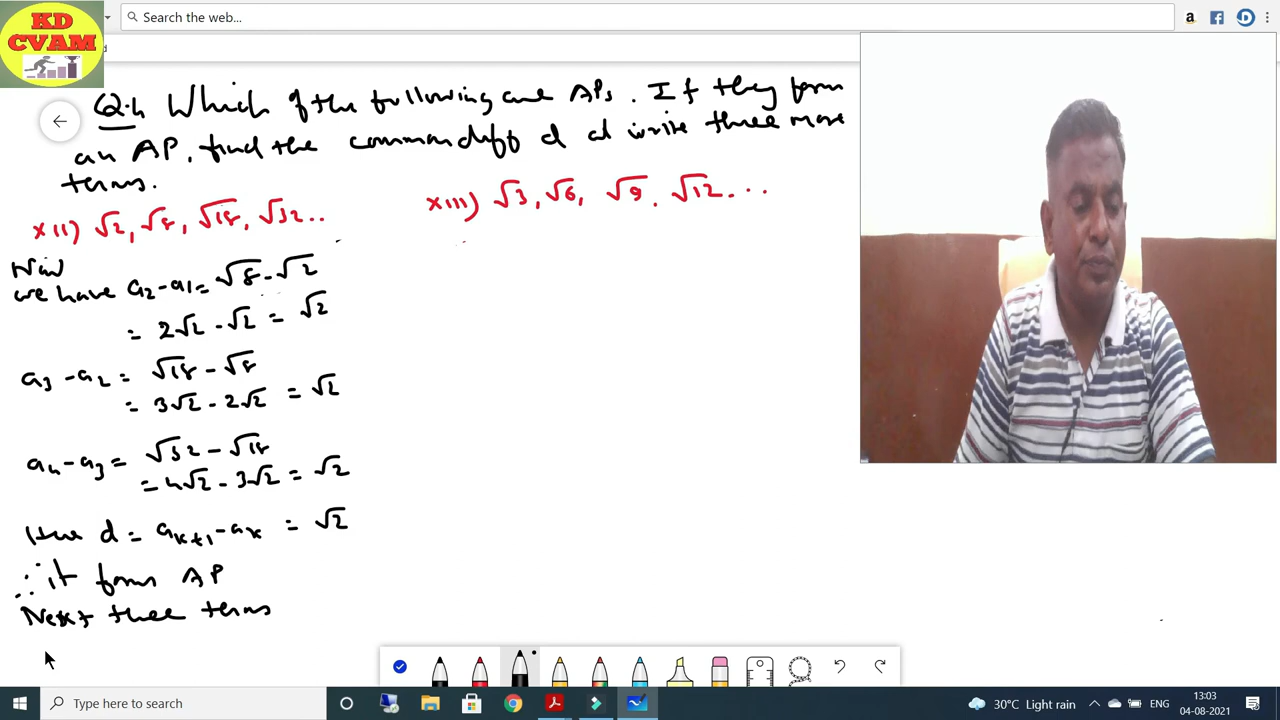 KD
CVAM
Search the web...
Q.4 Which of the following are APs. If they form
an AP, find the common diff d d write three more
terms.
xii) √2, √8, √18, √32..
xiii) √3, √6, √9, √12...
we have a2-a1= √8-√2
= 2√2 - √2 = √2
a3 -a2 = √18 - √8
= 3√2 - 2√2 = √2
a4-a3= √32 - √18
= 4√2 - 3√2 = √2
Here d = ak+1 - ak = √2
∴ it forms AP
Next three terms
Type here to search
30°C Light rain
ENG
13:03
04-08-2021